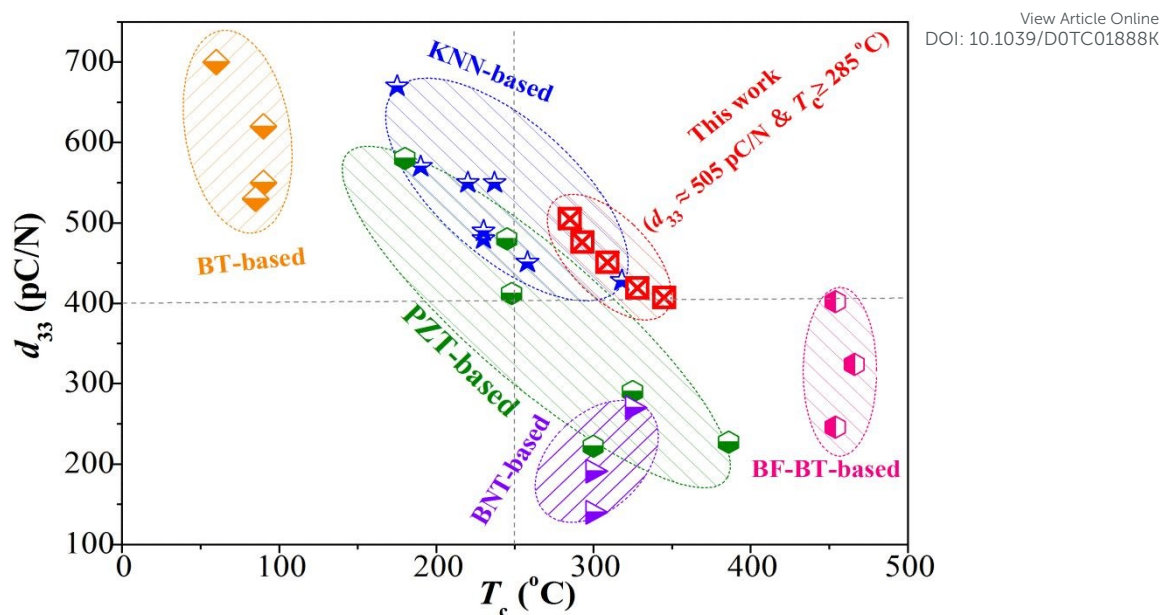 View Article Online
DOI: 10.1039/D0TC01888K
700
600
500
400
300
200
100
0
100
200
300
400
500
d33 (pC/N)
Tc (°C)
BT-based
KNN-based
This work
(d33 ≈ 505 pC/N & Tc ≥ 285 °C)
PZT-based
BNT-based
BF-BT-based